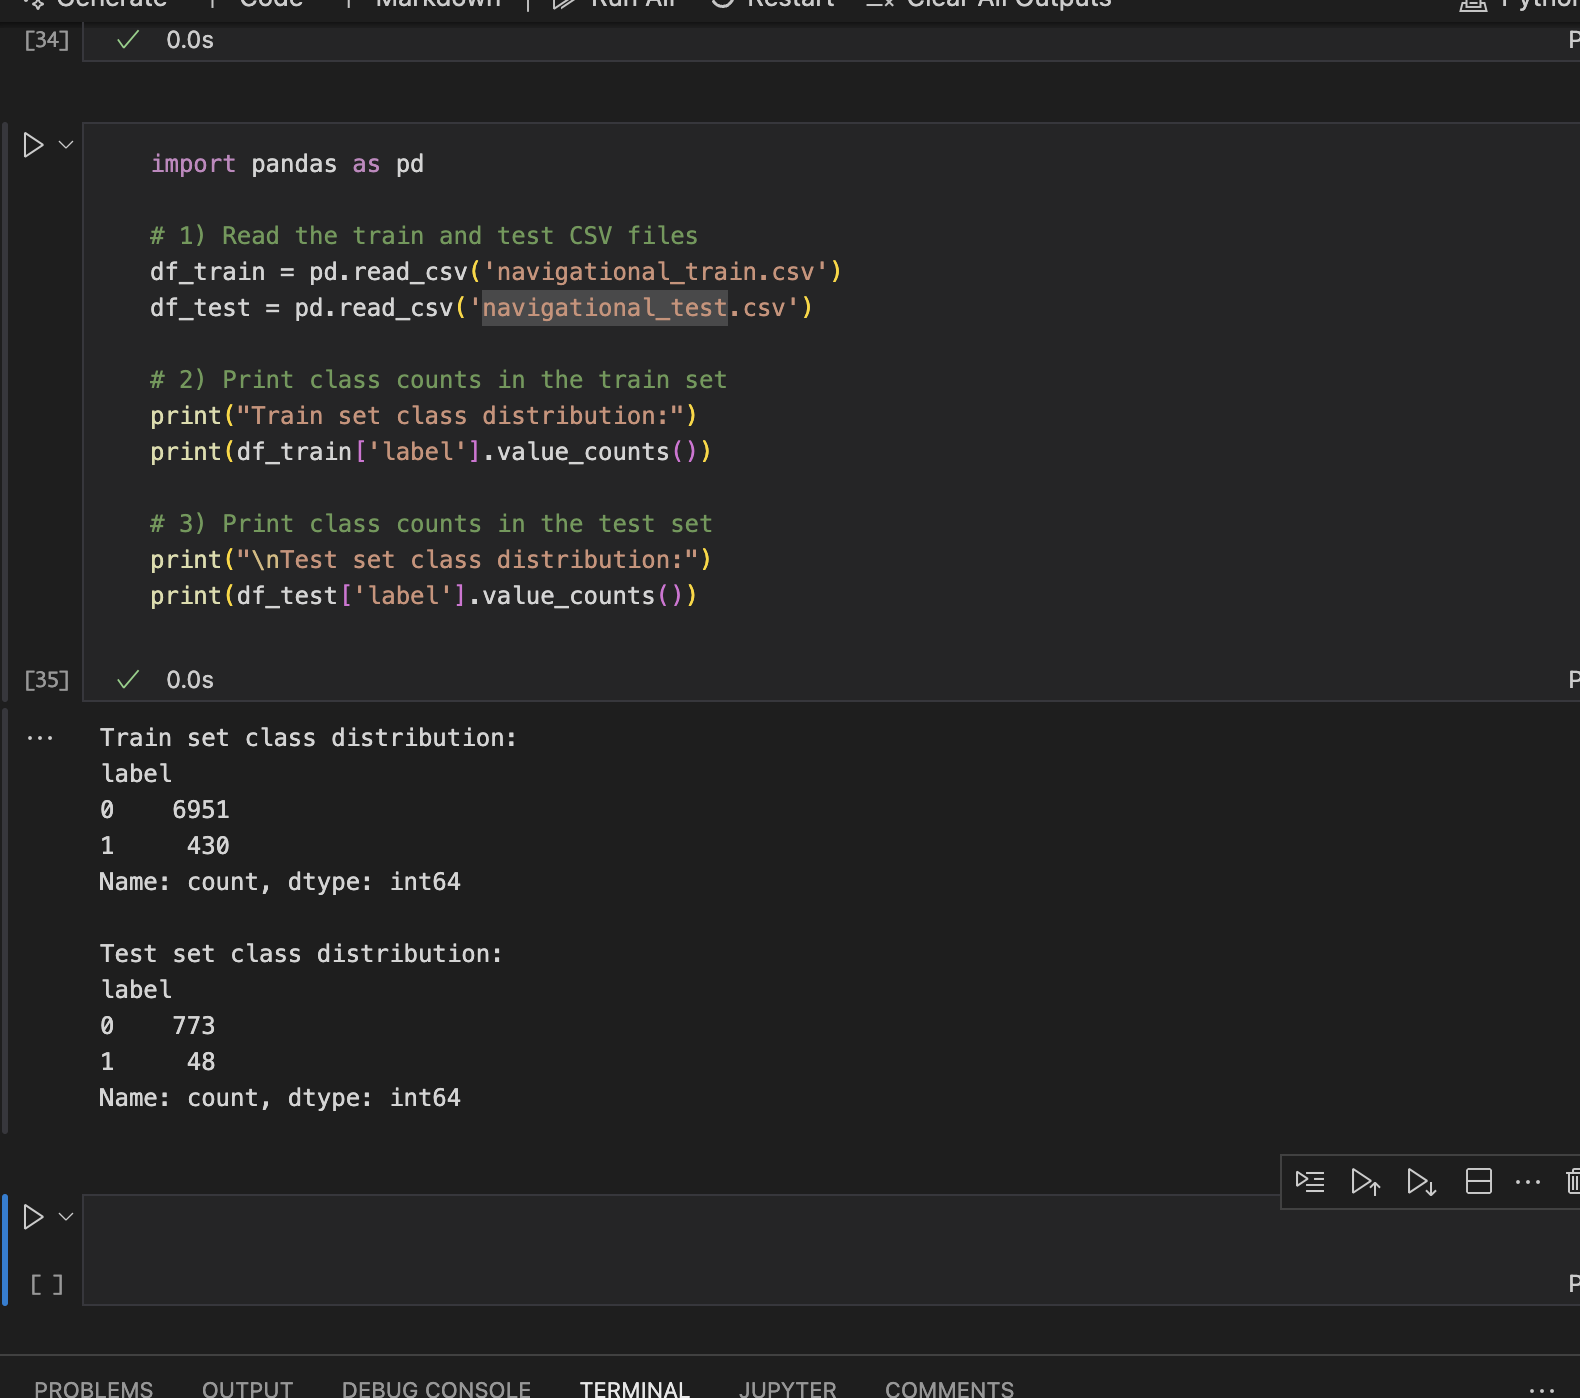 Generate Code Markdown Run All Restart Clear All Outputs
[34] 0.0s
import pandas as pd
# 1) Read the train and test CSV files
df_train = pd.read_csv('navigational_train.csv')
df_test = pd.read_csv('navigational_test.csv')
# 2) Print class counts in the train set
print("Train set class distribution:")
print(df_train['label'].value_counts())
# 3) Print class counts in the test set
print("\nTest set class distribution:")
print(df_test['label'].value_counts())
[35] 0.0s
Train set class distribution:
label
0    6951
1     430
Name: count, dtype: int64
Test set class distribution:
label
0    773
1     48
Name: count, dtype: int64
[ ]
PROBLEMS OUTPUT DEBUG CONSOLE TERMINAL JUPYTER COMMENTS